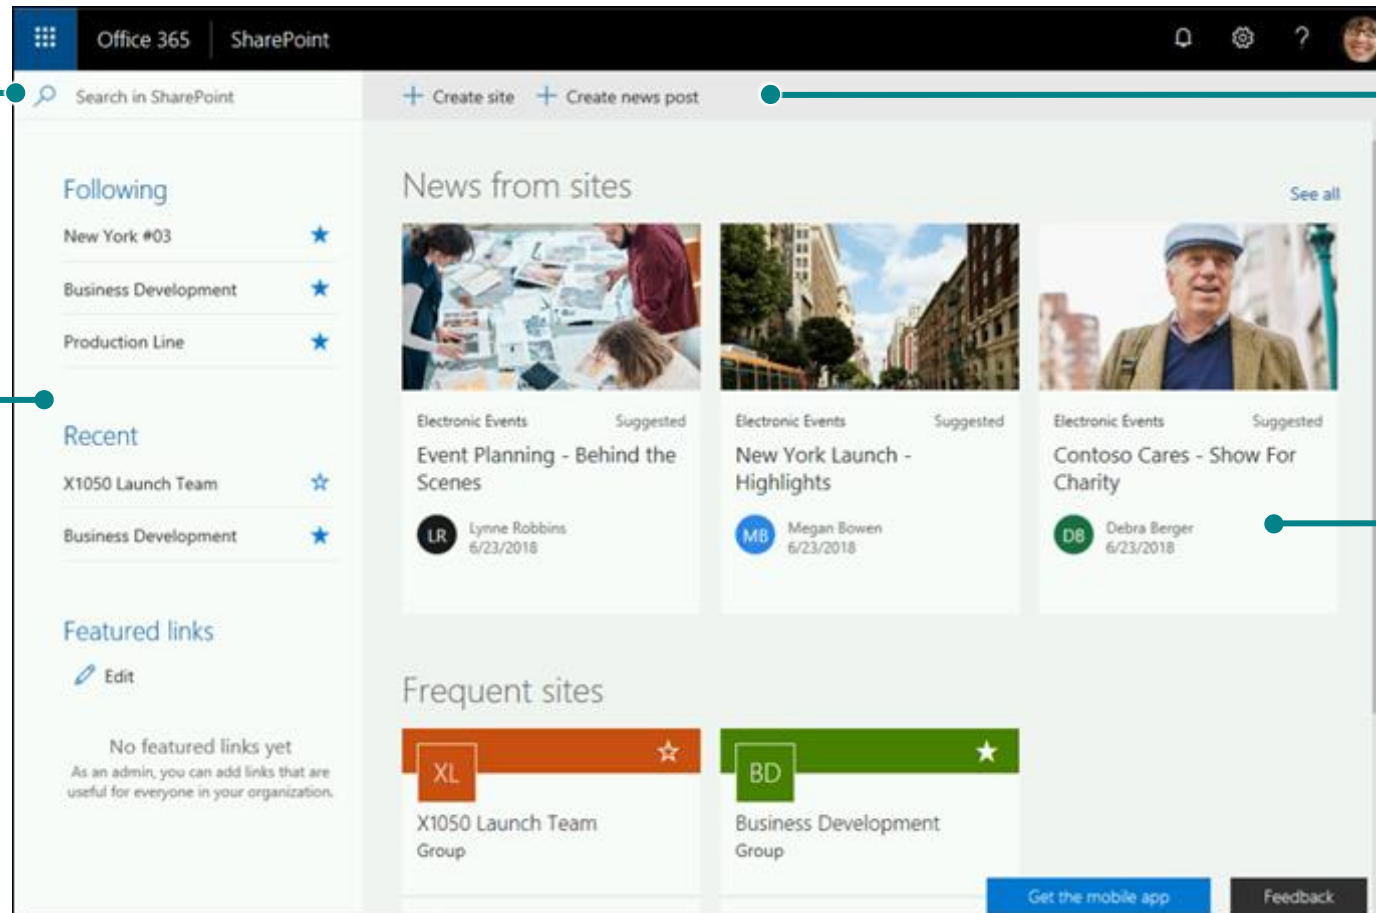 Office 365 SharePoint
Search in SharePoint
+ Create site + Create news post
Following
New York #03
Business Development
Production Line
Recent
X1050 Launch Team
Business Development
Featured links
Edit
No featured links yet
As an admin, you can add links that are
useful for everyone in your organization.
News from sites
See all
Electronic Events Suggested
Event Planning - Behind the
Scenes
LR Lynne Robbins
6/23/2018
Electronic Events Suggested
New York Launch -
Highlights
MB Megan Bowen
6/23/2018
Electronic Events Suggested
Contoso Cares - Show For
Charity
DB Debra Berger
6/23/2018
Frequent sites
XL
X1050 Launch Team
Group
BD
Business Development
Group
Get the mobile app
Feedback